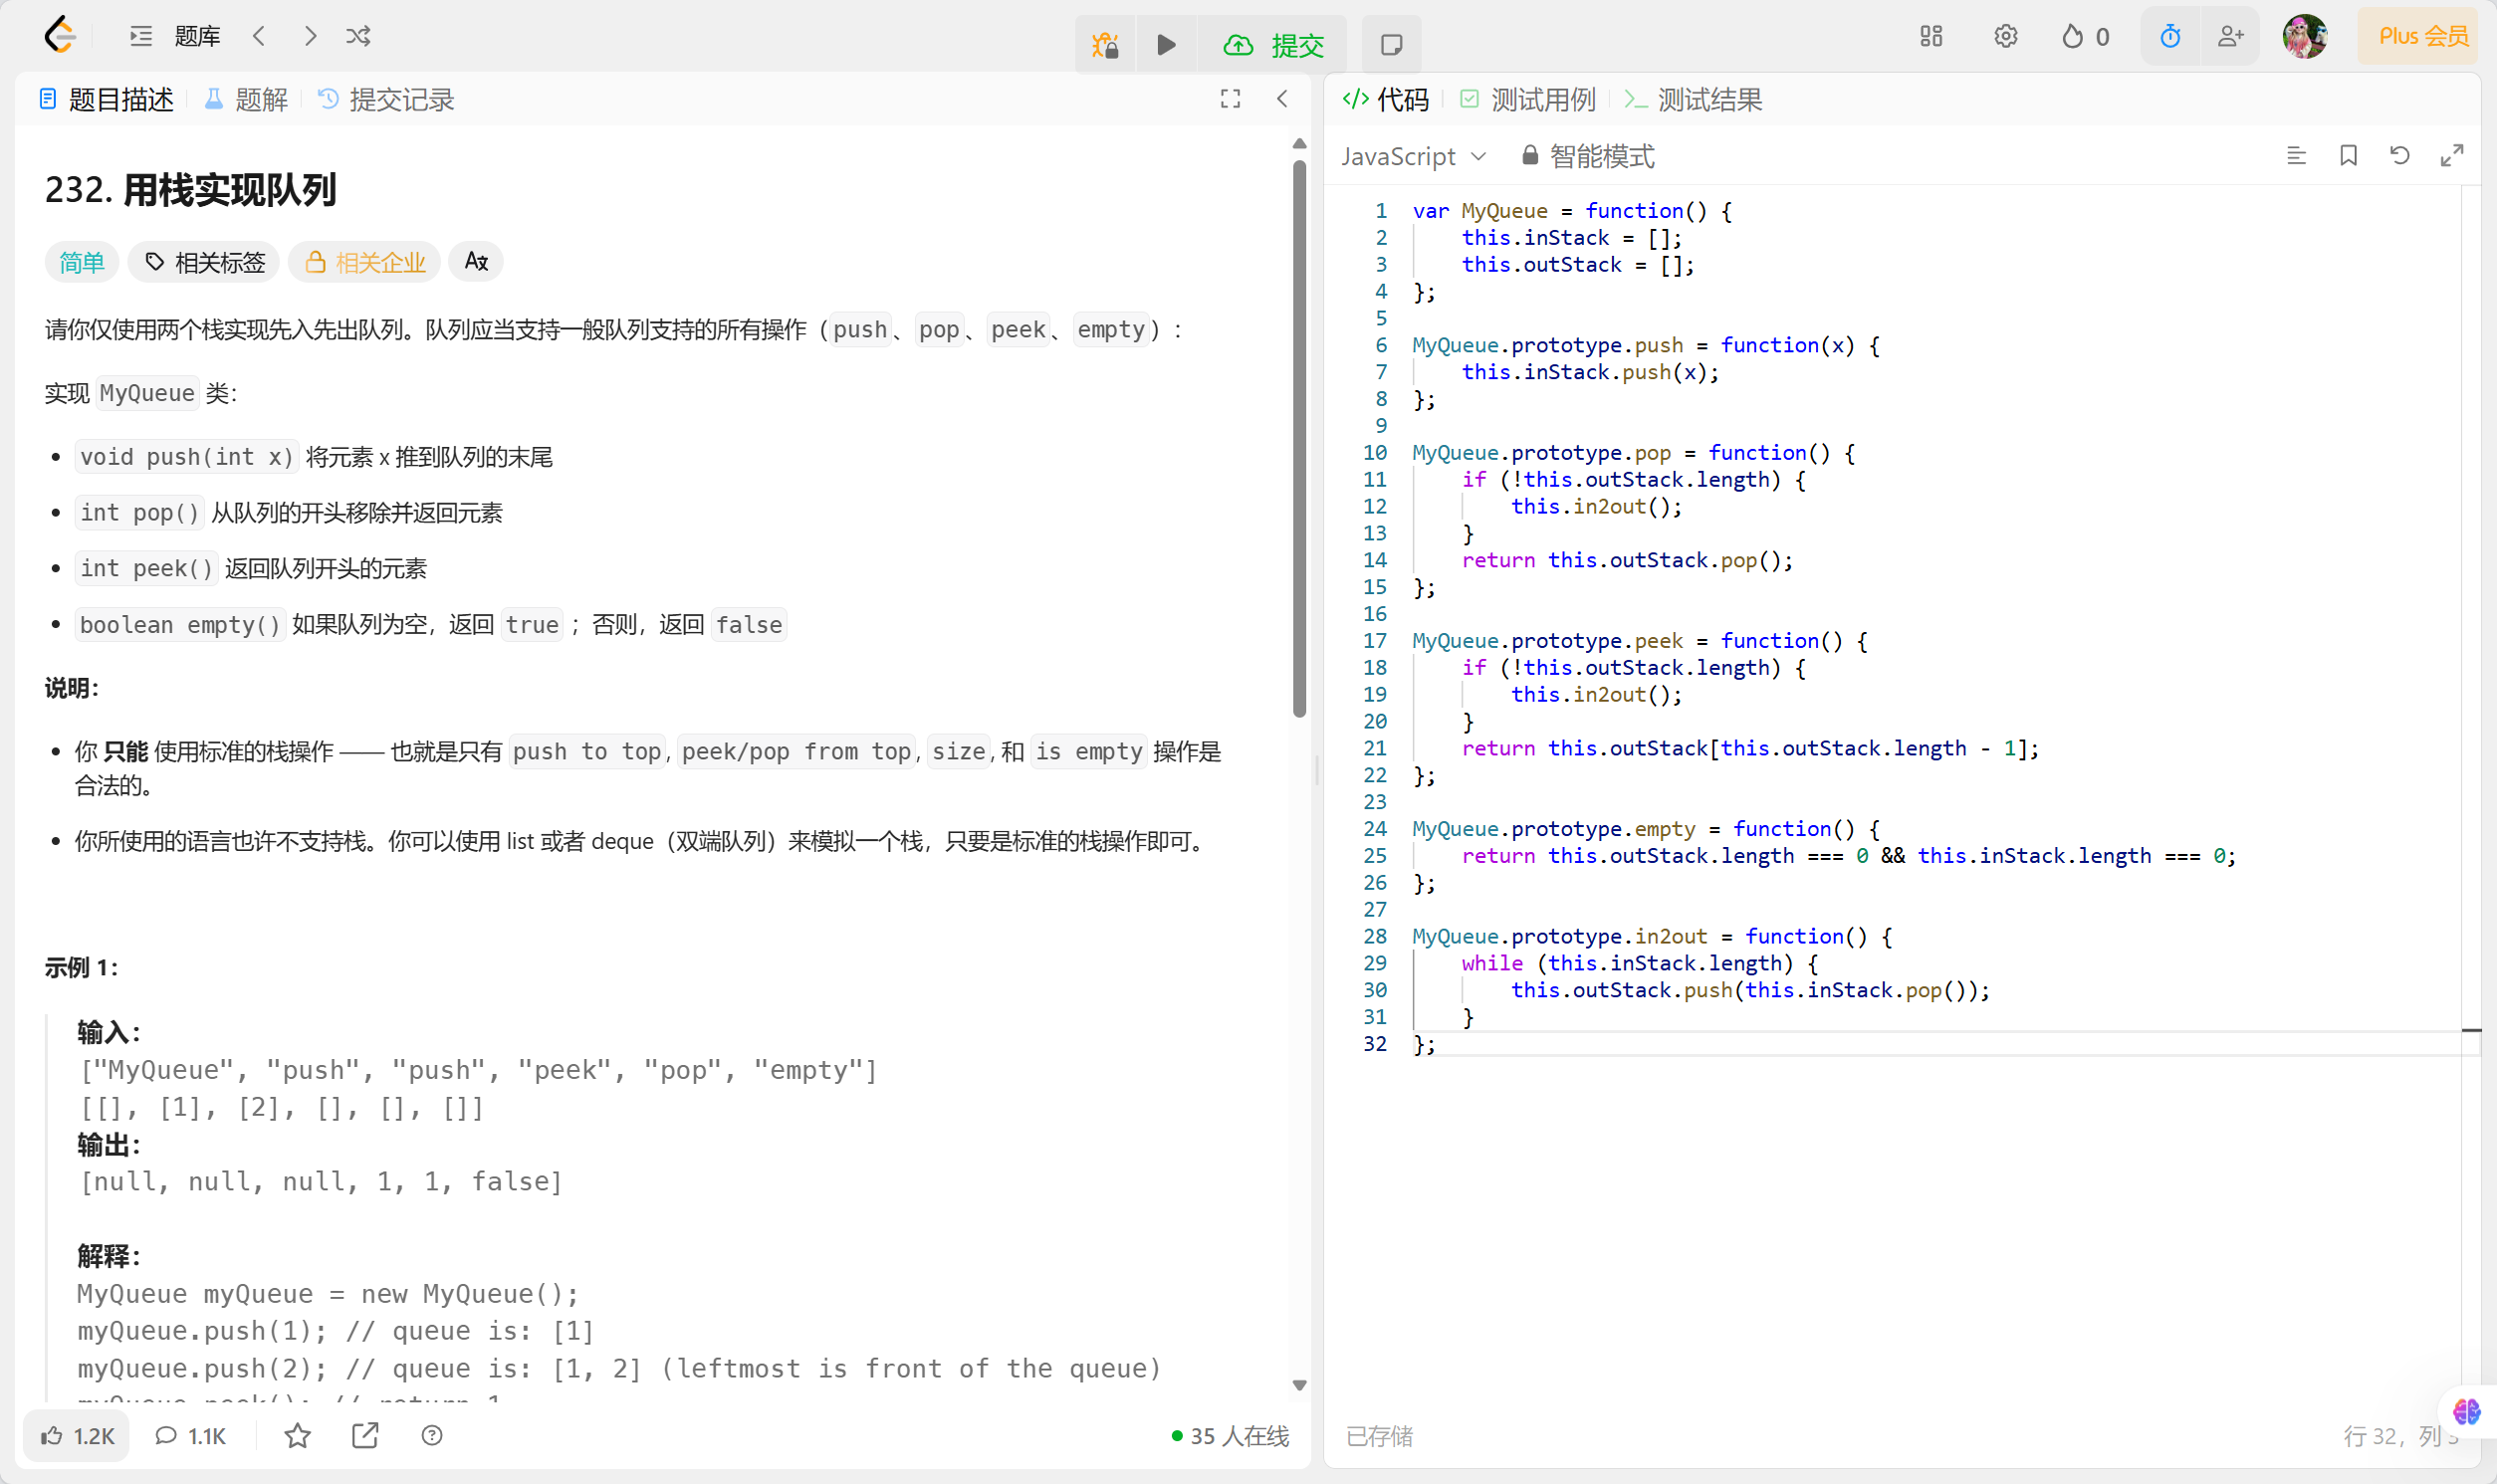 题库
提交
0
Plus 会员
题目描述
题解
提交记录
232. 用栈实现队列
简单
相关标签
相关企业
请你仅使用两个栈实现先入先出队列。队列应当支持一般队列支持的所有操作（push、pop、peek、empty）：
实现 MyQueue 类：
• void push(int x) 将元素 x 推到队列的末尾
• int pop() 从队列的开头移除并返回元素
• int peek() 返回队列开头的元素
• boolean empty() 如果队列为空，返回 true ；否则，返回 false
说明：
• 你 只能 使用标准的栈操作 —— 也就是只有 push to top, peek/pop from top, size, 和 is empty 操作是
合法的。
• 你所使用的语言也许不支持栈。你可以使用 list 或者 deque（双端队列）来模拟一个栈，只要是标准的栈操作即可。
示例 1：
输入：
["MyQueue", "push", "push", "peek", "pop", "empty"]
[[], [1], [2], [], [], []]
输出：
[null, null, null, 1, 1, false]
解释：
MyQueue myQueue = new MyQueue();
myQueue.push(1); // queue is: [1]
myQueue.push(2); // queue is: [1, 2] (leftmost is front of the queue)
myQueue.peek(); // return 1
1.2K
1.1K
35 人在线
代码
测试用例
测试结果
JavaScript
智能模式
1 var MyQueue = function() {
2     this.inStack = [];
3     this.outStack = [];
4 };
5
6 MyQueue.prototype.push = function(x) {
7     this.inStack.push(x);
8 };
9
10 MyQueue.prototype.pop = function() {
11     if (!this.outStack.length) {
12         this.in2out();
13     }
14     return this.outStack.pop();
15 };
16
17 MyQueue.prototype.peek = function() {
18     if (!this.outStack.length) {
19         this.in2out();
20     }
21     return this.outStack[this.outStack.length - 1];
22 };
23
24 MyQueue.prototype.empty = function() {
25     return this.outStack.length === 0 && this.inStack.length === 0;
26 };
27
28 MyQueue.prototype.in2out = function() {
29     while (this.inStack.length) {
30         this.outStack.push(this.inStack.pop());
31     }
32 };
已存储
行 32，列 3